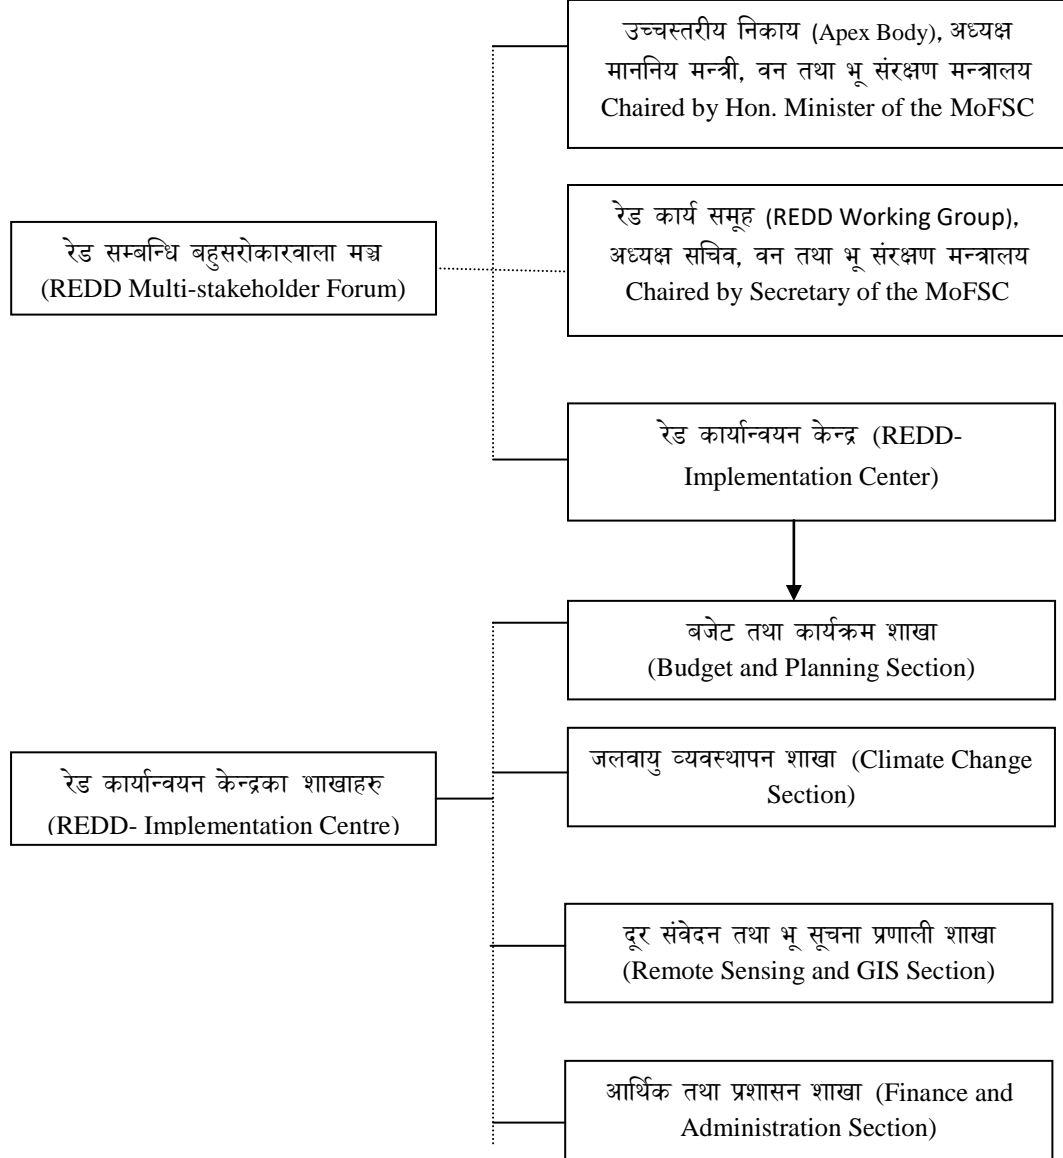 उच्चस्तरीय निकाय (Apex Body), अध्यक्ष
माननिय मन्त्री, वन तथा भू संरक्षण मन्त्रालय
Chaired by Hon. Minister of the MoFSC
रेड कार्य समूह (REDD Working Group),
अध्यक्ष सचिव, वन तथा भू संरक्षण मन्त्रालय
Chaired by Secretary of the MoFSC
रेड सम्बन्धि बहुसरोकारवाला मञ्च
(REDD Multi-stakeholder Forum)
रेड कार्यान्वयन केन्द्र (REDD-
Implementation Center)
बजेट तथा कार्यक्रम शाखा
(Budget and Planning Section)
जलवायु व्यवस्थापन शाखा (Climate Change
Section)
रेड कार्यान्वयन केन्द्रका शाखाहरु
(REDD- Implementation Centre)
दूर संवेदन तथा भू सूचना प्रणाली शाखा
(Remote Sensing and GIS Section)
आर्थिक तथा प्रशासन शाखा (Finance and
Administration Section)